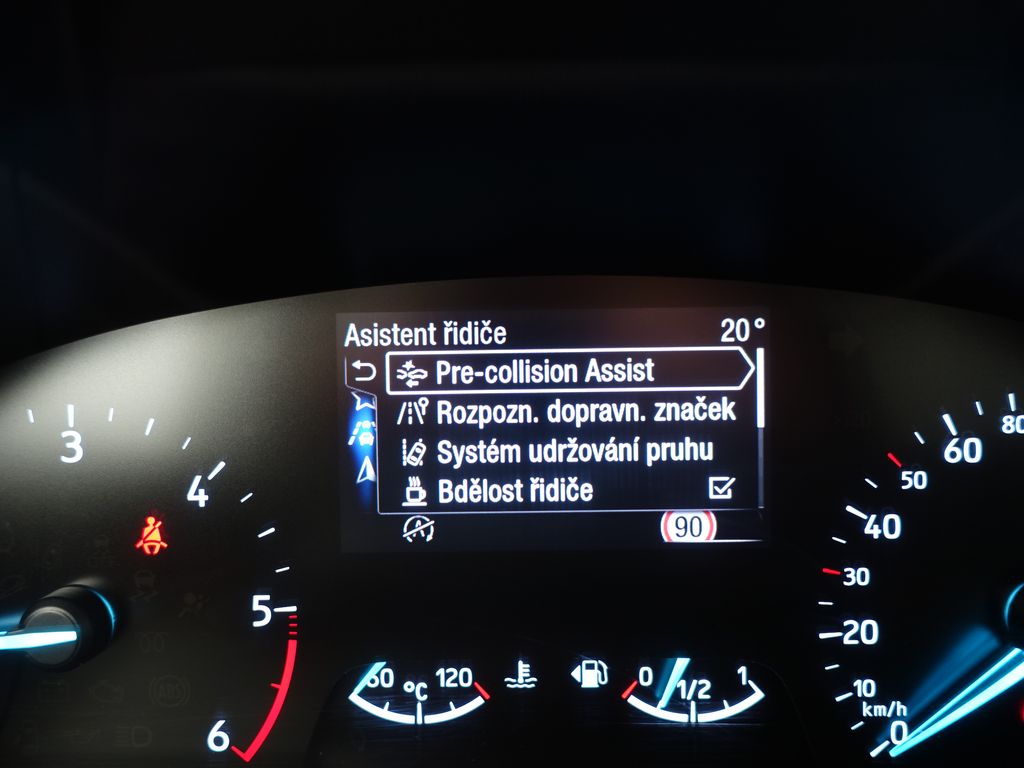 Asistent řidiče 20°
Pre-collision Assist
Rozpozn. dopravn. značek
Systém udržování pruhu
Bdělost řidiče
A
90
3
4
5
6
60 °C 120
0 1/2 1
80
60
50
40
30
20
10
km/h
0
ABS